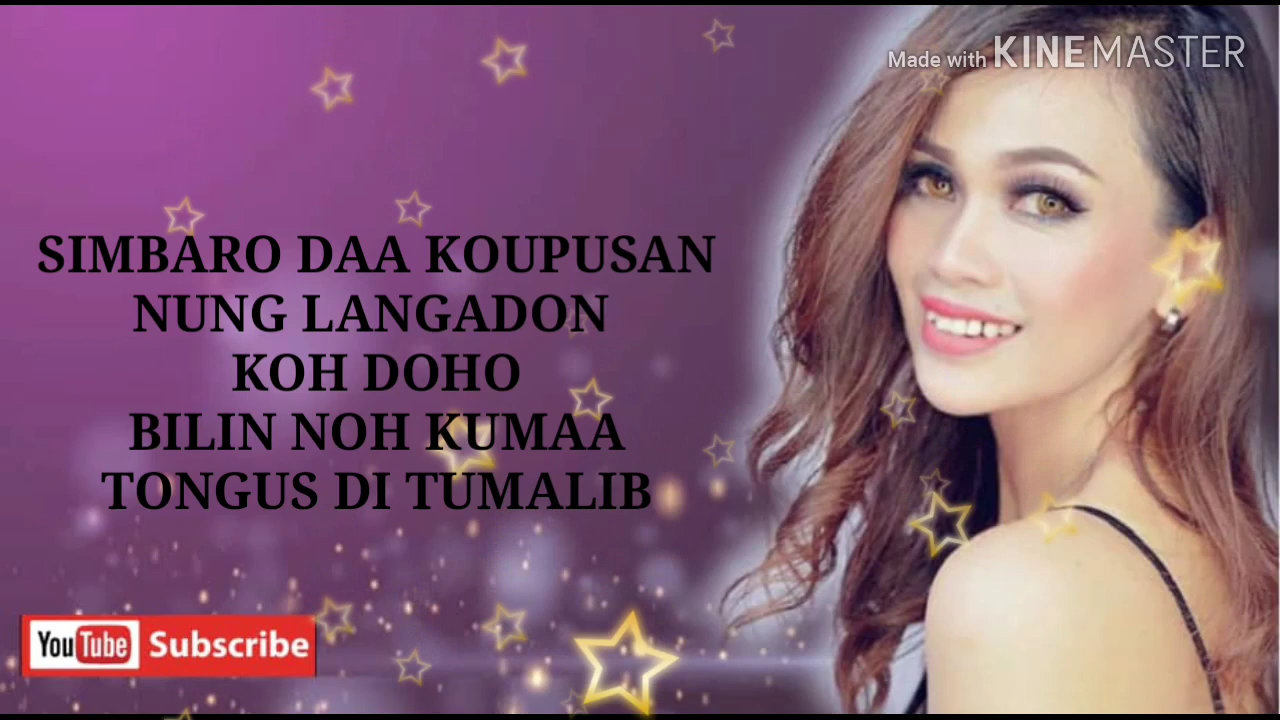 Made with KINEMASTER
SIMBARO DAA KOUPUSAN
NUNG LANGADON
KOH DOHO
BILIN NOH KUMAA
TONGUS DI TUMALIB
YouTube Subscribe